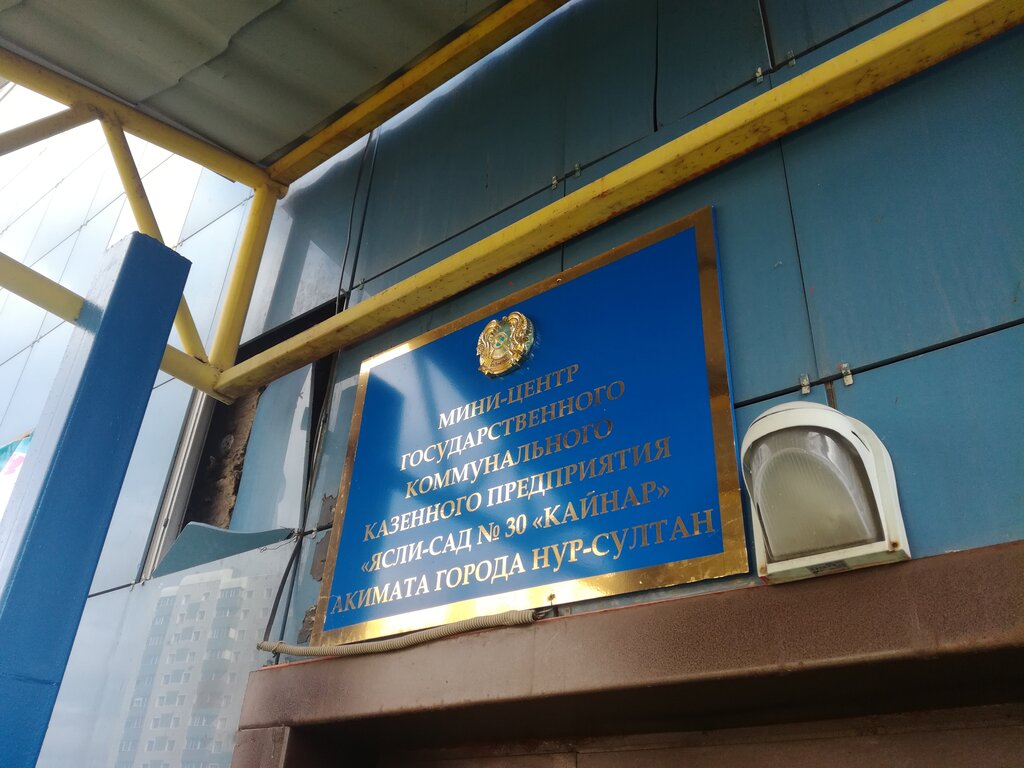 МИНИ-ЦЕНТР
ГОСУДАРСТВЕННОГО
КОММУНАЛЬНОГО
КАЗЕННОГО ПРЕДПРИЯТИЯ
«ЯСЛИ-САД № 30 «КАЙНАР»
АКИМАТА ГОРОДА НУР-СУЛТАН